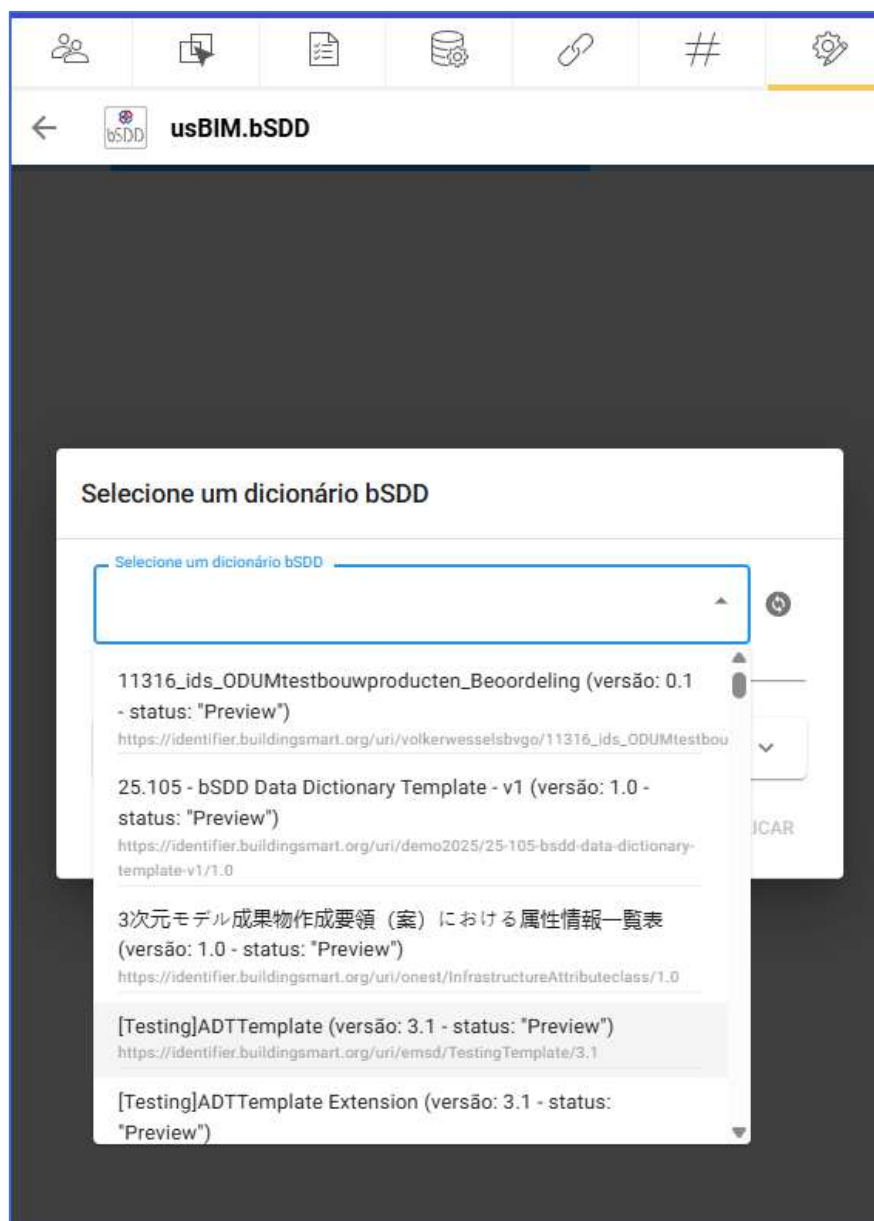 bSDD
usBIM.bSDD
Selecione um dicionário bSDD
Selecione um dicionário bSDD
11316_ids_ODUMtestbouwproducten_Beoordeling (versão: 0.1
- status: "Preview")
https://identifier.buildingsmart.org/uri/volkerwesselsbvgo/11316_ids_ODUMtestbou
25.105 - bSDD Data Dictionary Template - v1 (versão: 1.0 -
status: "Preview")
https://identifier.buildingsmart.org/uri/demo2025/25-105-bsdd-data-dictionary-
template-v1/1.0
3次元モデル成果物作成要領（案）における属性情報一覧表
(versão: 1.0 - status: "Preview")
https://identifier.buildingsmart.org/uri/onest/InfrastructureAttributeclass/1.0
[Testing]ADTTemplate (versão: 3.1 - status: "Preview")
https://identifier.buildingsmart.org/uri/emsd/TestingTemplate/3.1
[Testing]ADTTemplate Extension (versão: 3.1 - status:
"Preview")